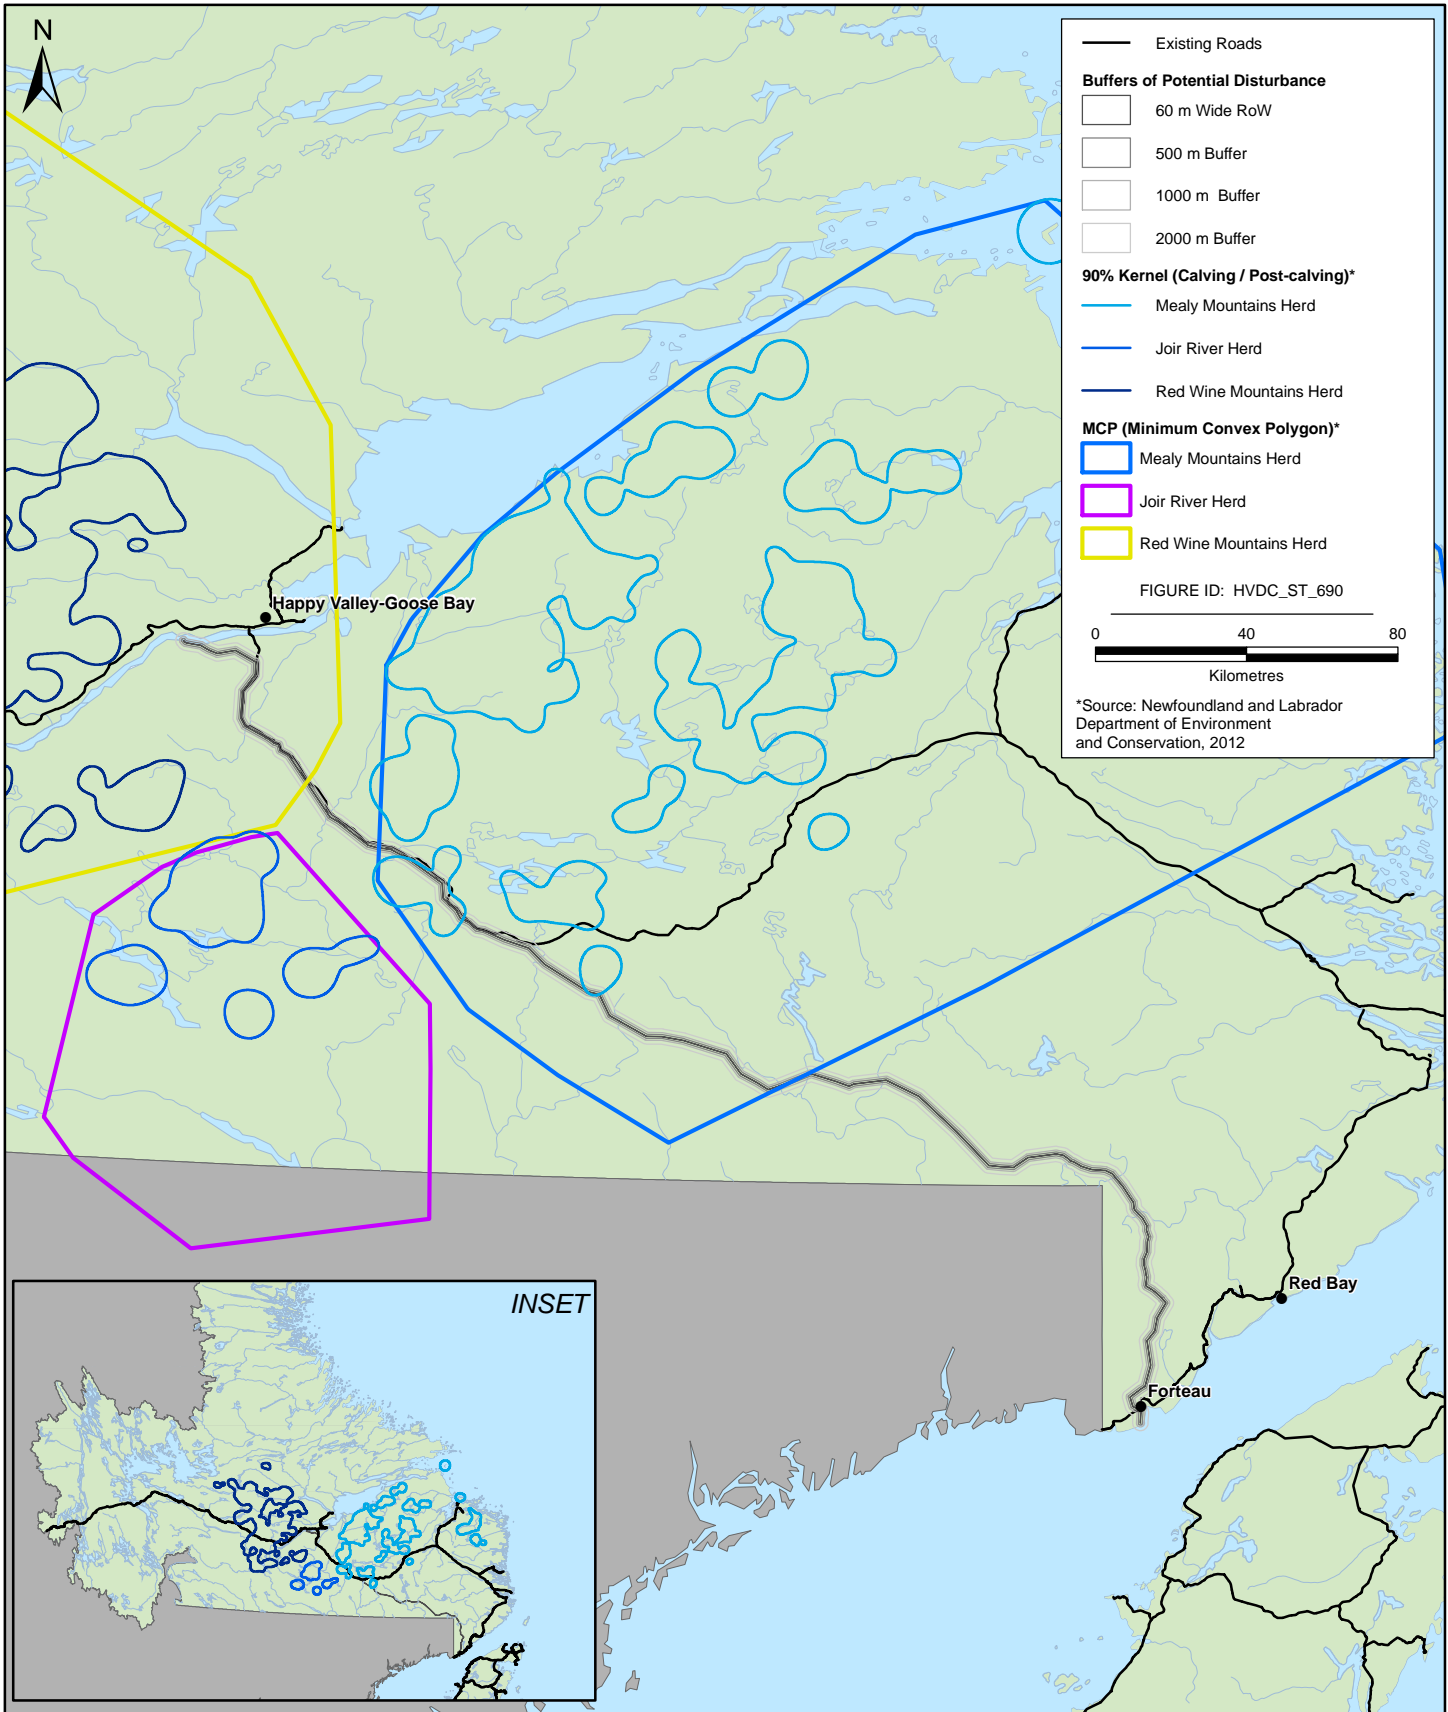 N
Existing Roads
Buffers of Potential Disturbance
60 m Wide RoW
500 m Buffer
1000 m  Buffer
2000 m Buffer
90% Kernel (Calving / Post-calving)*
Mealy Mountains Herd
Joir River Herd
Red Wine Mountains Herd
MCP (Minimum Convex Polygon)*
Mealy Mountains Herd
Joir River Herd
Red Wine Mountains Herd
FIGURE ID:  HVDC_ST_690
0 40 80
Kilometres
*Source: Newfoundland and Labrador
Department of Environment
and Conservation, 2012
Happy Valley-Goose Bay
Red Bay
Forteau
INSET